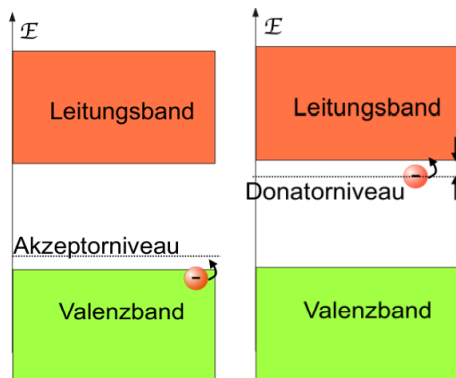 ℰ
Leitungsband
Akzeptorniveau
−
Valenzband
ℰ
Leitungsband
−
Donatorniveau
Valenzband